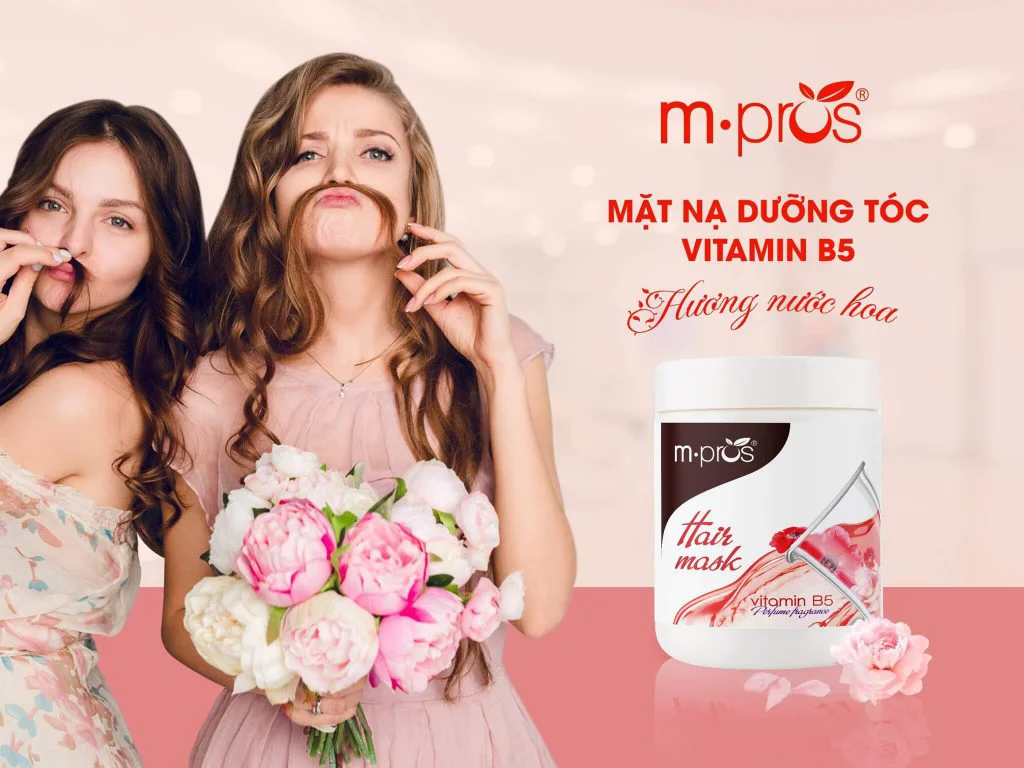 m·pros®
MẶT NẠ DƯỠNG TÓC
VITAMIN B5
Hương nước hoa
m·pros®
Hair
mask
vitamin B5
Perfume fragrance